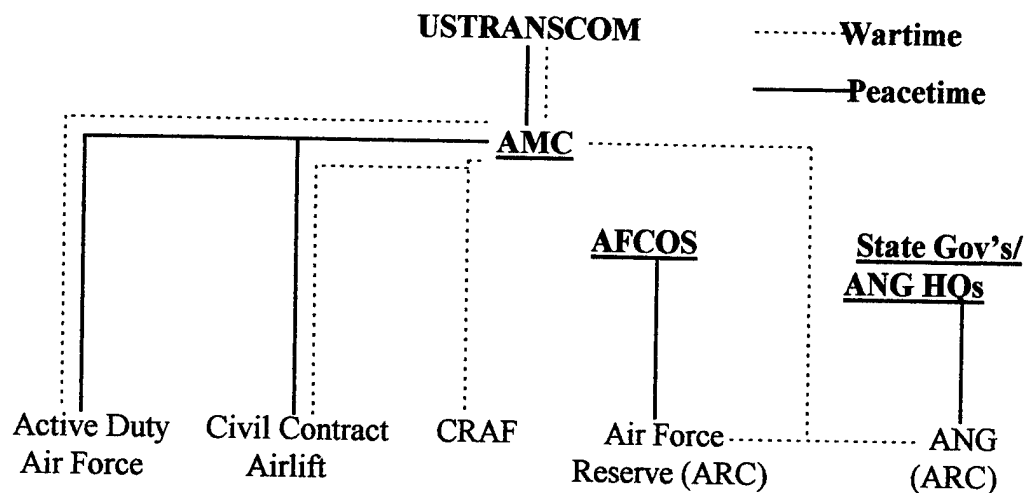 USTRANSCOM
Wartime
Peacetime
AMC
AFCOS
State Gov's/
ANG HQs
Active Duty
Air Force
Civil Contract
Airlift
CRAF
Air Force
Reserve (ARC)
ANG
(ARC)